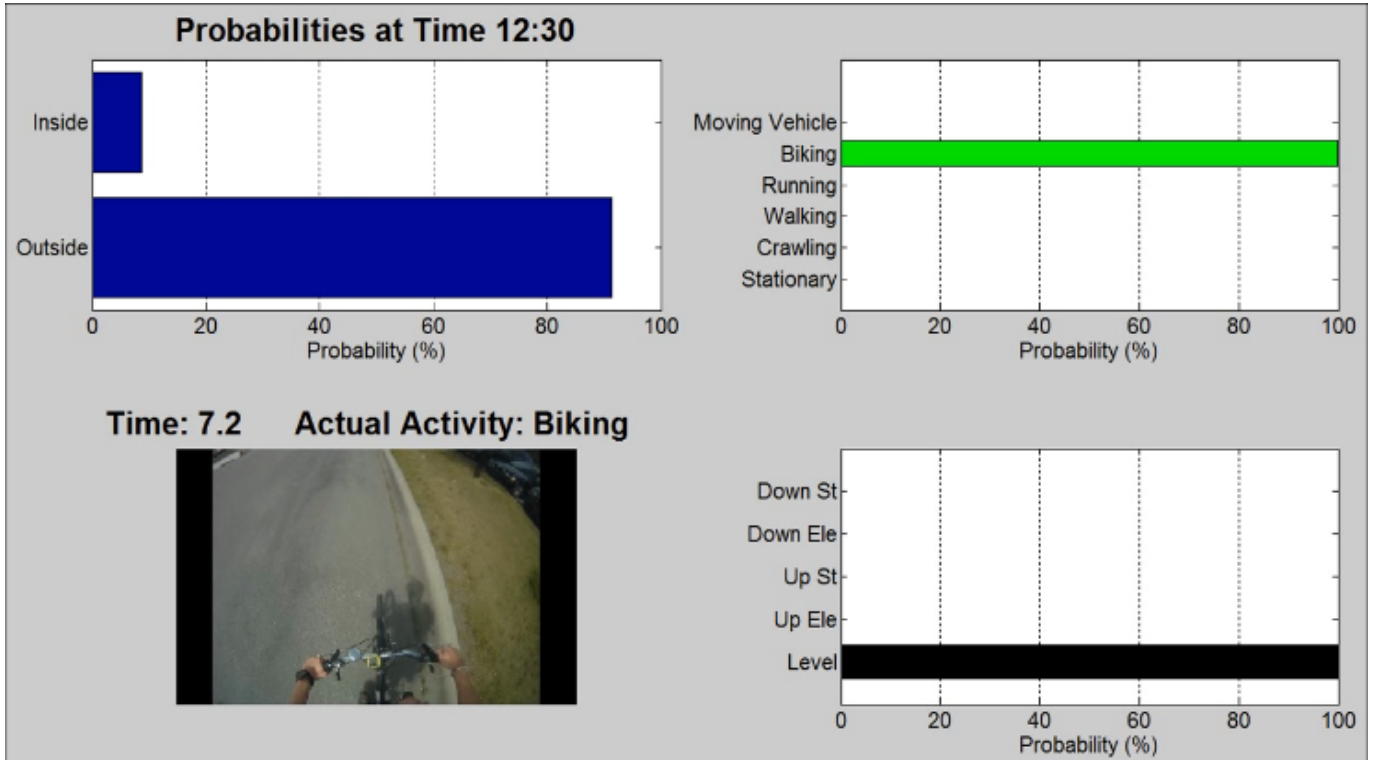 Probabilities at Time 12:30
Inside
Outside
0 20 40 60 80 100
Probability (%)
Moving Vehicle
Biking
Running
Walking
Crawling
Stationary
0 20 40 60 80 100
Probability (%)
Time: 7.2 Actual Activity: Biking
Down St
Down Ele
Up St
Up Ele
Level
0 20 40 60 80 100
Probability (%)